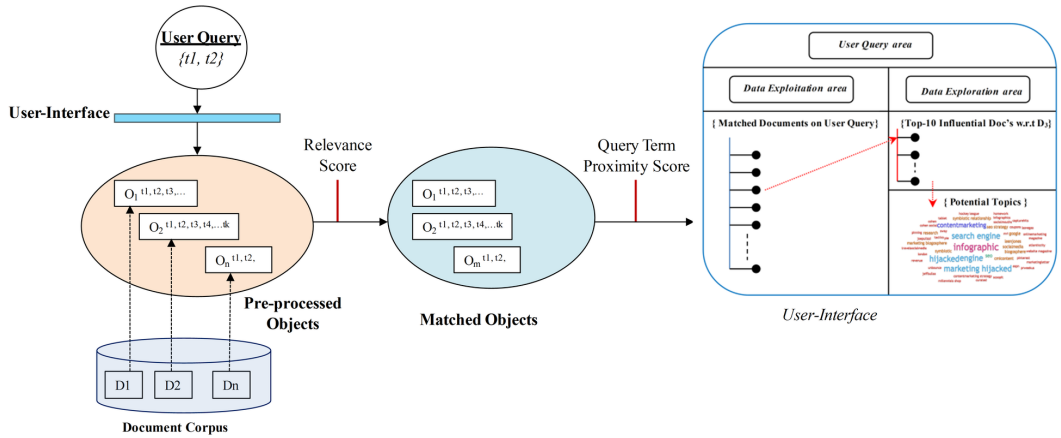 User Query
{t1, t2}
User-Interface
Relevance
Score
Query Term
Proximity Score
O1 t1, t2, t3,...
O2 t1, t2, t3, t4,...tk
On t1, t2,
Pre-processed
Objects
O1 t1, t2, t3,...
O2 t1, t2, t3, t4,...tk
Om t1, t2,
Matched Objects
D1
D2
Dn
Document Corpus
User Query area
Data Exploitation area
Data Exploration area
{ Matched Documents on User Query}
{Top-10 Influential Doc's w.r.t D3}
{ Potential Topics }
symbiotic relationship
contentmarketing
search engine
infographic
hijackedengine
marketing hijacked
User-Interface